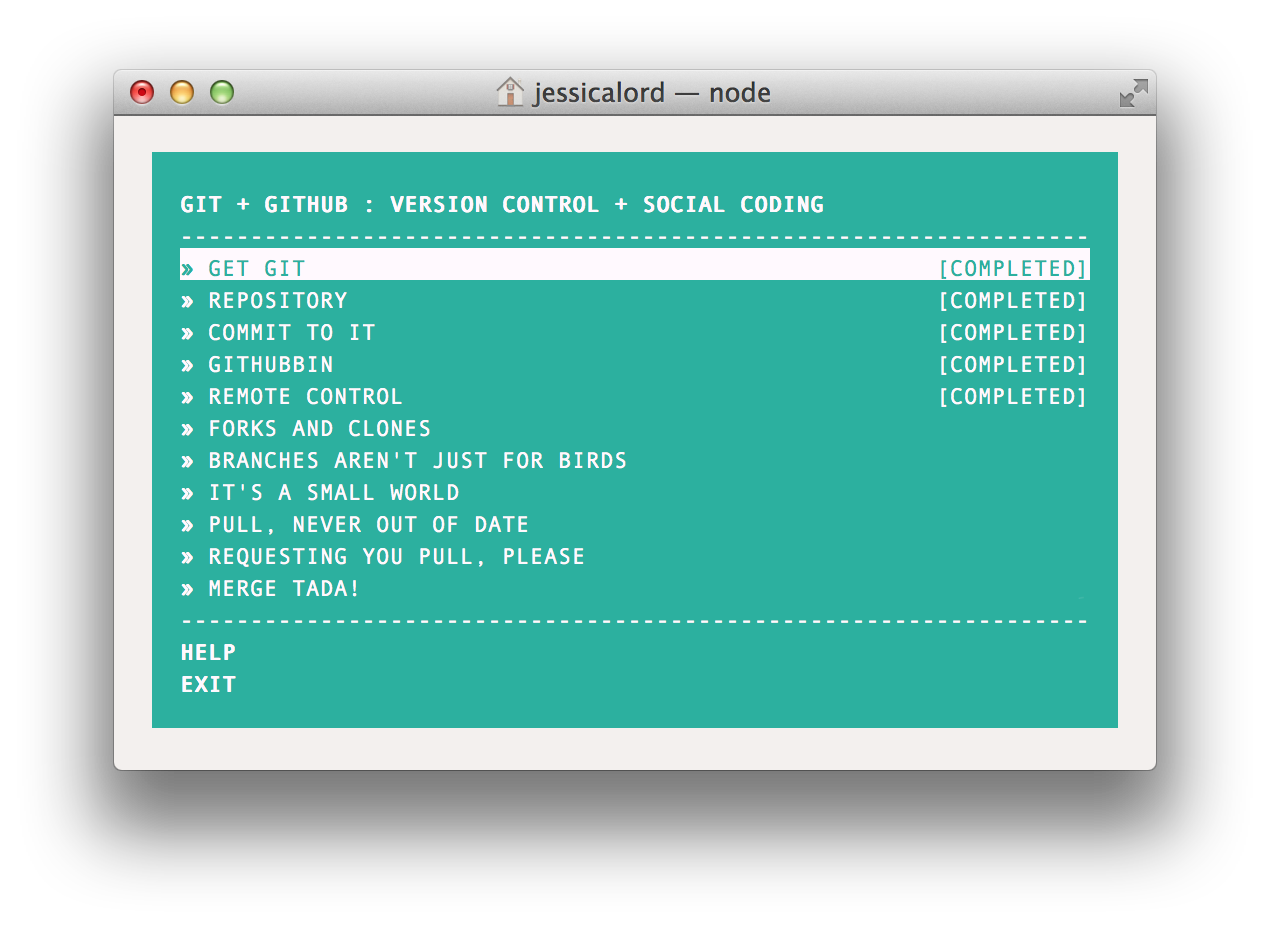 jessicalord — node
GIT + GITHUB : VERSION CONTROL + SOCIAL CODING
-----------------------------------------------------------------
» GET GIT [COMPLETED]
» REPOSITORY [COMPLETED]
» COMMIT TO IT [COMPLETED]
» GITHUBBIN [COMPLETED]
» REMOTE CONTROL [COMPLETED]
» FORKS AND CLONES
» BRANCHES AREN'T JUST FOR BIRDS
» IT'S A SMALL WORLD
» PULL, NEVER OUT OF DATE
» REQUESTING YOU PULL, PLEASE
» MERGE TADA!
-----------------------------------------------------------------
HELP
EXIT